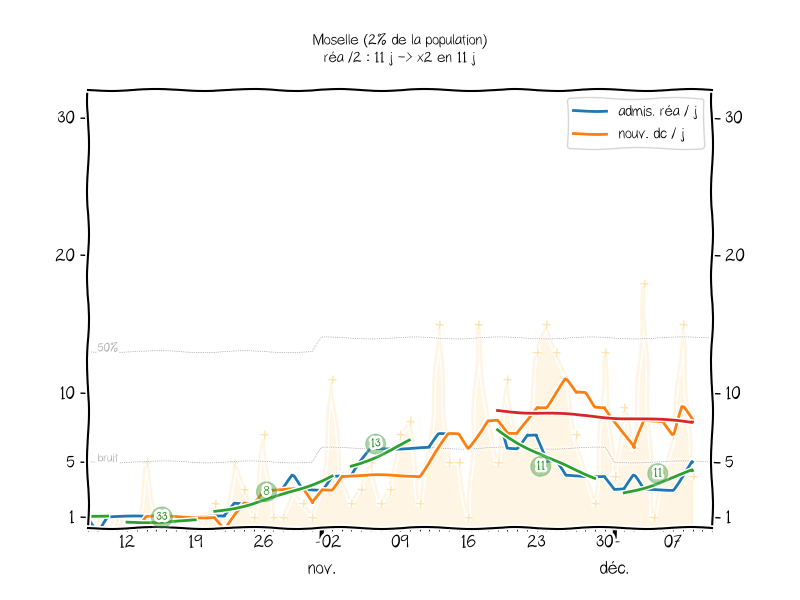 Moselle (2% de la population)
réa /2 : 11 j -> x2 en 11 j
admis. réa / j
nouv. dc / j
30
30
20
20
50%
10
10
13
bruit
5
5
11
11
8
33
1
1
12 19 26 02 09 16 23 30 07
nov. déc.